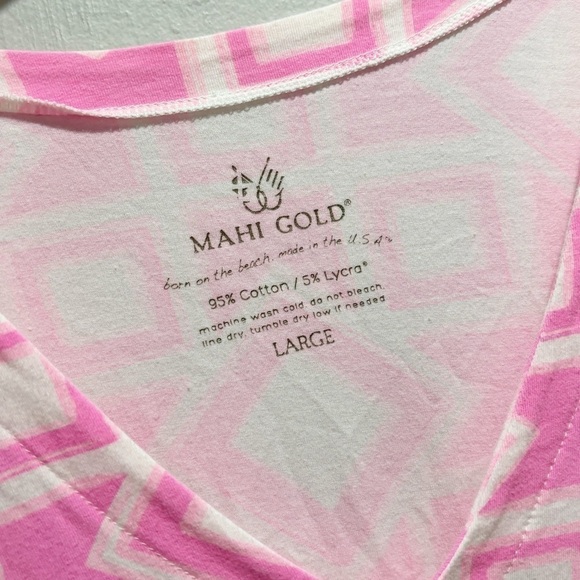 MAHI GOLD®
born on the beach. made in the U.S.A.
95% Cotton / 5% Lycra®
machine wash cold, do not bleach,
line dry, tumble dry low if needed
LARGE